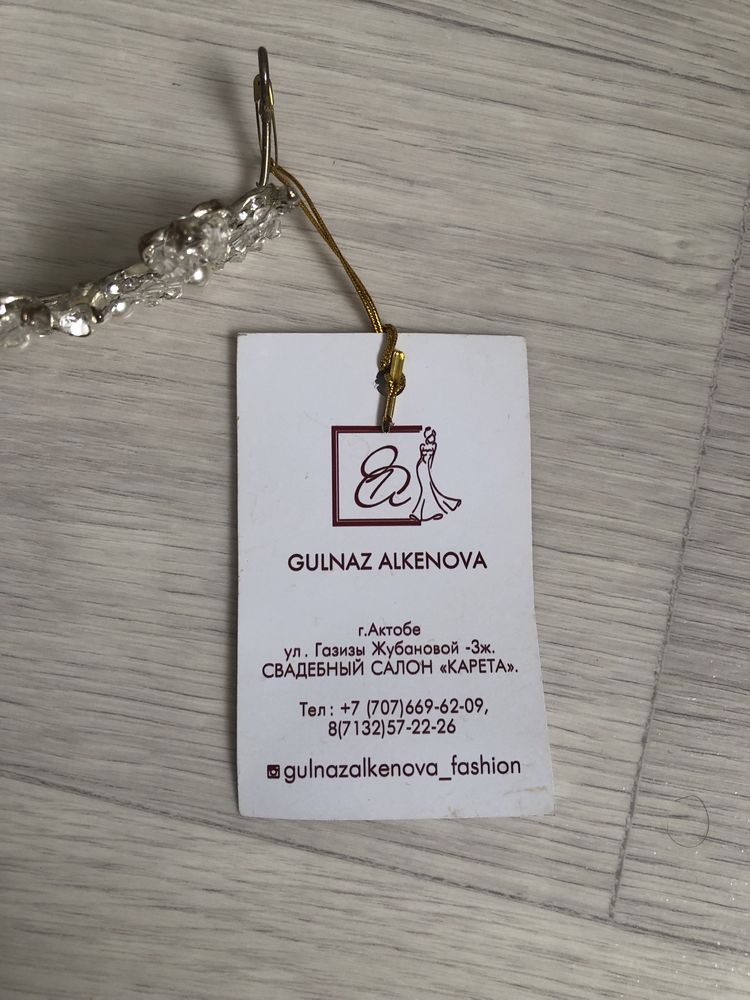 GULNAZ ALKENOVA
г.Актобе
ул. Газизы Жубановой -3ж.
СВАДЕБНЫЙ САЛОН «КАРЕТА».
Тел: +7 (707)669-62-09,
8(7132)57-22-26
gulnazalkenova_fashion